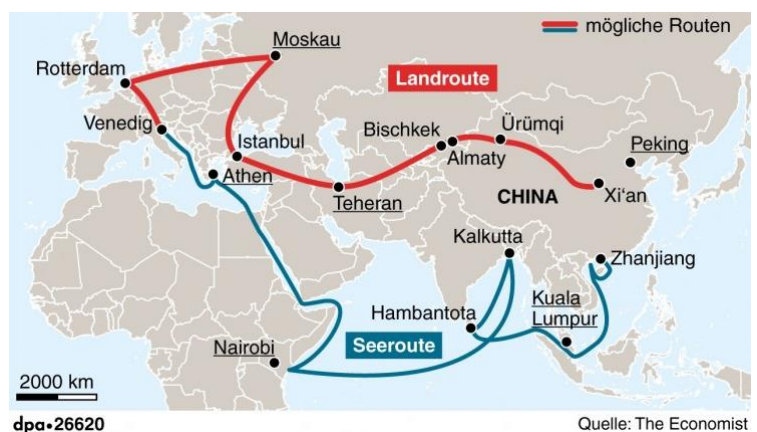 mögliche Routen
Moskau
Rotterdam
Landroute
Venedig
Istanbul
Bischkek
Ürümqi
Almaty
Peking
Athen
Teheran
CHINA
Xi‘an
Kalkutta
Zhanjiang
Hambantota
Kuala
Lumpur
Seeroute
Nairobi
2000 km
dpa•26620
Quelle: The Economist